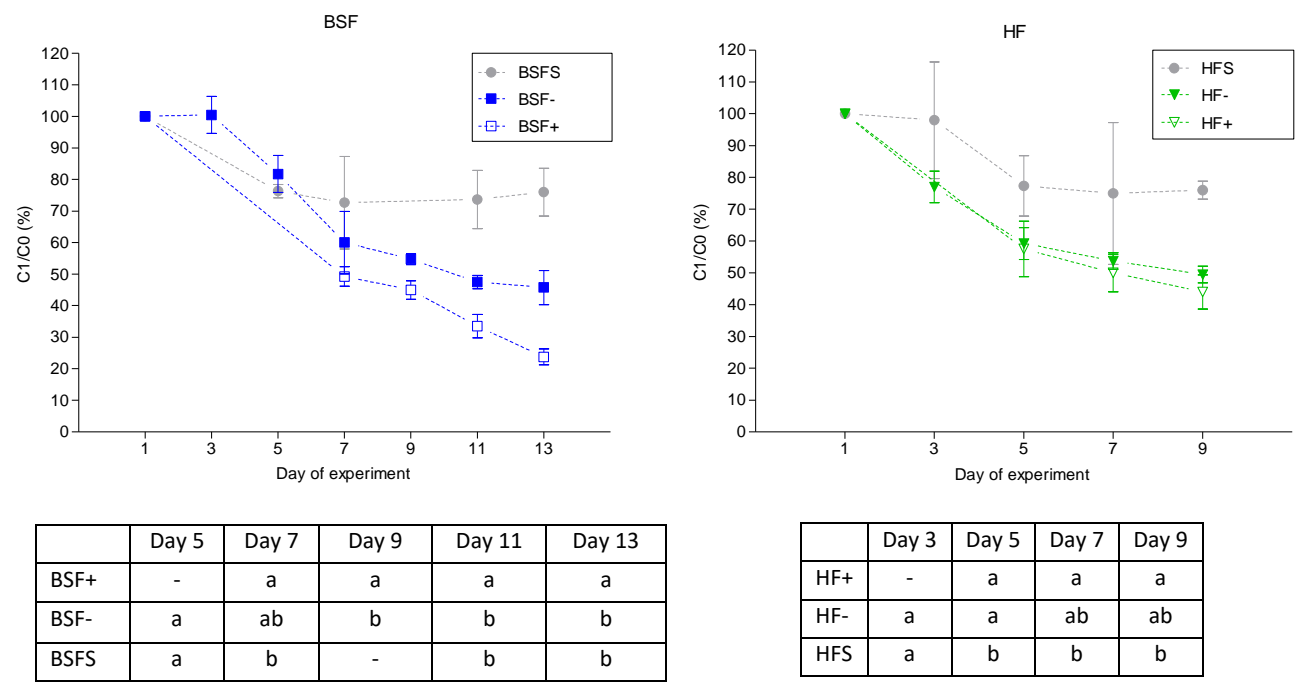 BSF
C1/C0 (%)
120
110
100
90
80
70
60
50
40
30
20
10
0
BSFS
BSF-
BSF+
1 3 5 7 9 11 13
Day of experiment
HF
C1/C0 (%)
120
110
100
90
80
70
60
50
40
30
20
10
0
HFS
HF-
HF+
1 3 5 7 9
Day of experiment
Day 5 Day 7 Day 9 Day 11 Day 13
BSF+ - a a a a
BSF- a ab b b b
BSFS a b - b b
Day 3 Day 5 Day 7 Day 9
HF+ - a a a
HF- a a ab ab
HFS a b b b